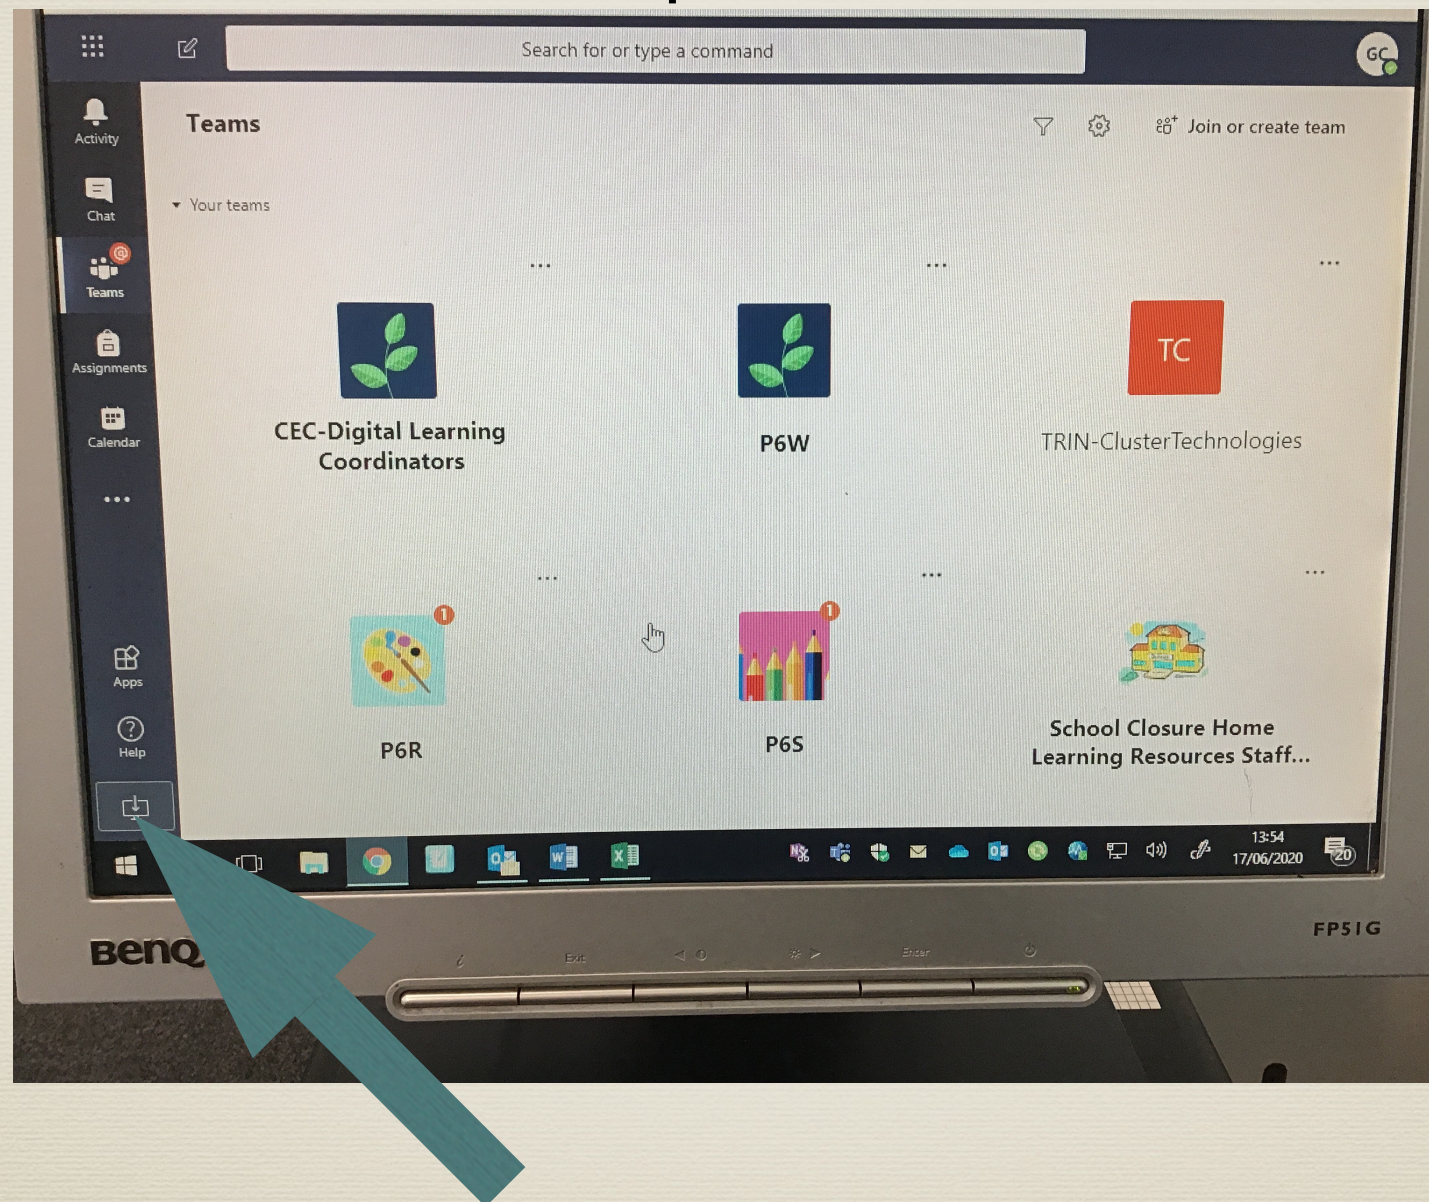 Search for or type a command
GC
Activity
Teams
Join or create team
Chat
Your teams
Teams
Assignments
TC
CEC-Digital Learning
Coordinators
P6W
TRIN-ClusterTechnologies
Calendar
1
1
Apps
P6R
P6S
School Closure Home
Learning Resources Staff...
Help
13:54
17/06/2020
20
BenQ
FP51G
i
Exit
Enter